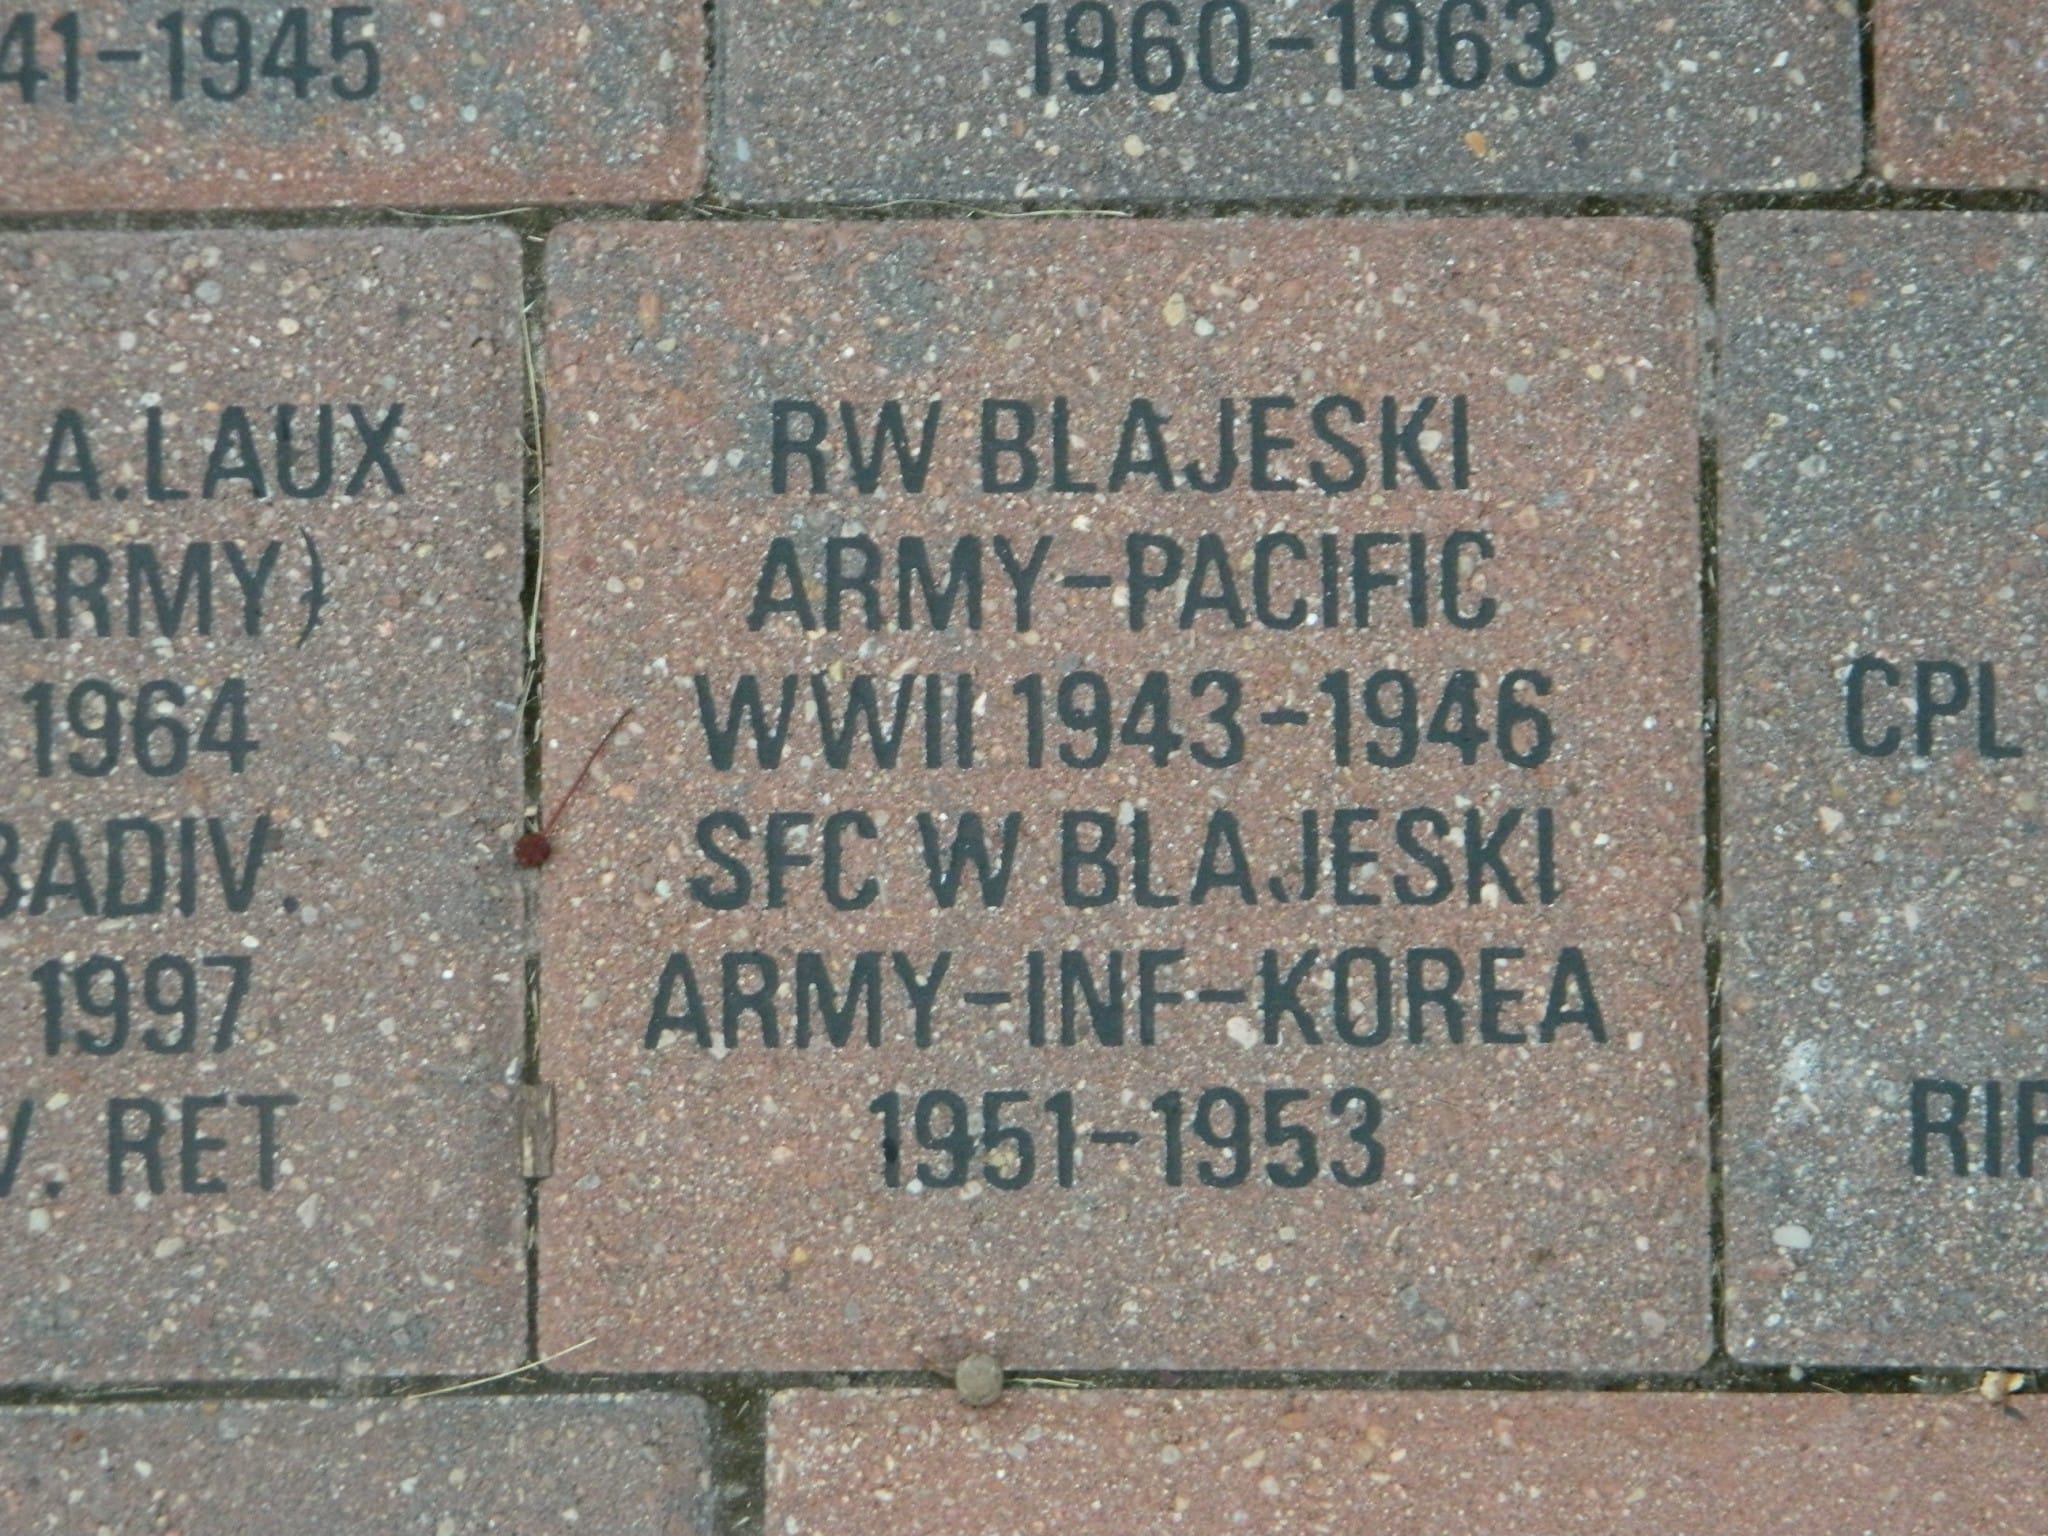 41-1945
1960-1963
A.LAUX
ARMY)
1964
1997
RET
RW BLAJESKI
ARMY-PACIFIC
WWII 1943-1946
SFC W BLAJESKI
ARMY-INF-KOREA
1951-1953
CPL